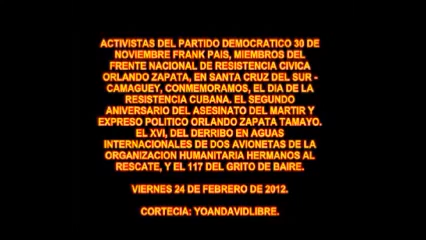 ACTIVISTAS DEL PARTIDO DEMOCRATICO 30 DE
NOVIEMBRE FRANK PAIS, MIEMBROS DEL
FRENTE NACIONAL DE RESISTENCIA CIVICA
ORLANDO ZAPATA, EN SANTA CRUZ DEL SUR -
CAMAGUEY, CONMEMORAMOS, EL DIA DE LA
RESISTENCIA CUBANA. EL SEGUNDO
ANIVERSARIO DEL ASESINATO DEL MARTIR Y
EXPRESO POLITICO ORLANDO ZAPATA TAMAYO.
EL XVI, DEL DERRIBO EN AGUAS
INTERNACIONALES DE DOS AVIONETAS DE LA
ORGANIZACION HUMANITARIA HERMANOS AL
RESCATE, Y EL 117 DEL GRITO DE BAIRE.
VIERNES 24 DE FEBRERO DE 2012.
CORTECIA: YOANDAVIDLIBRE.